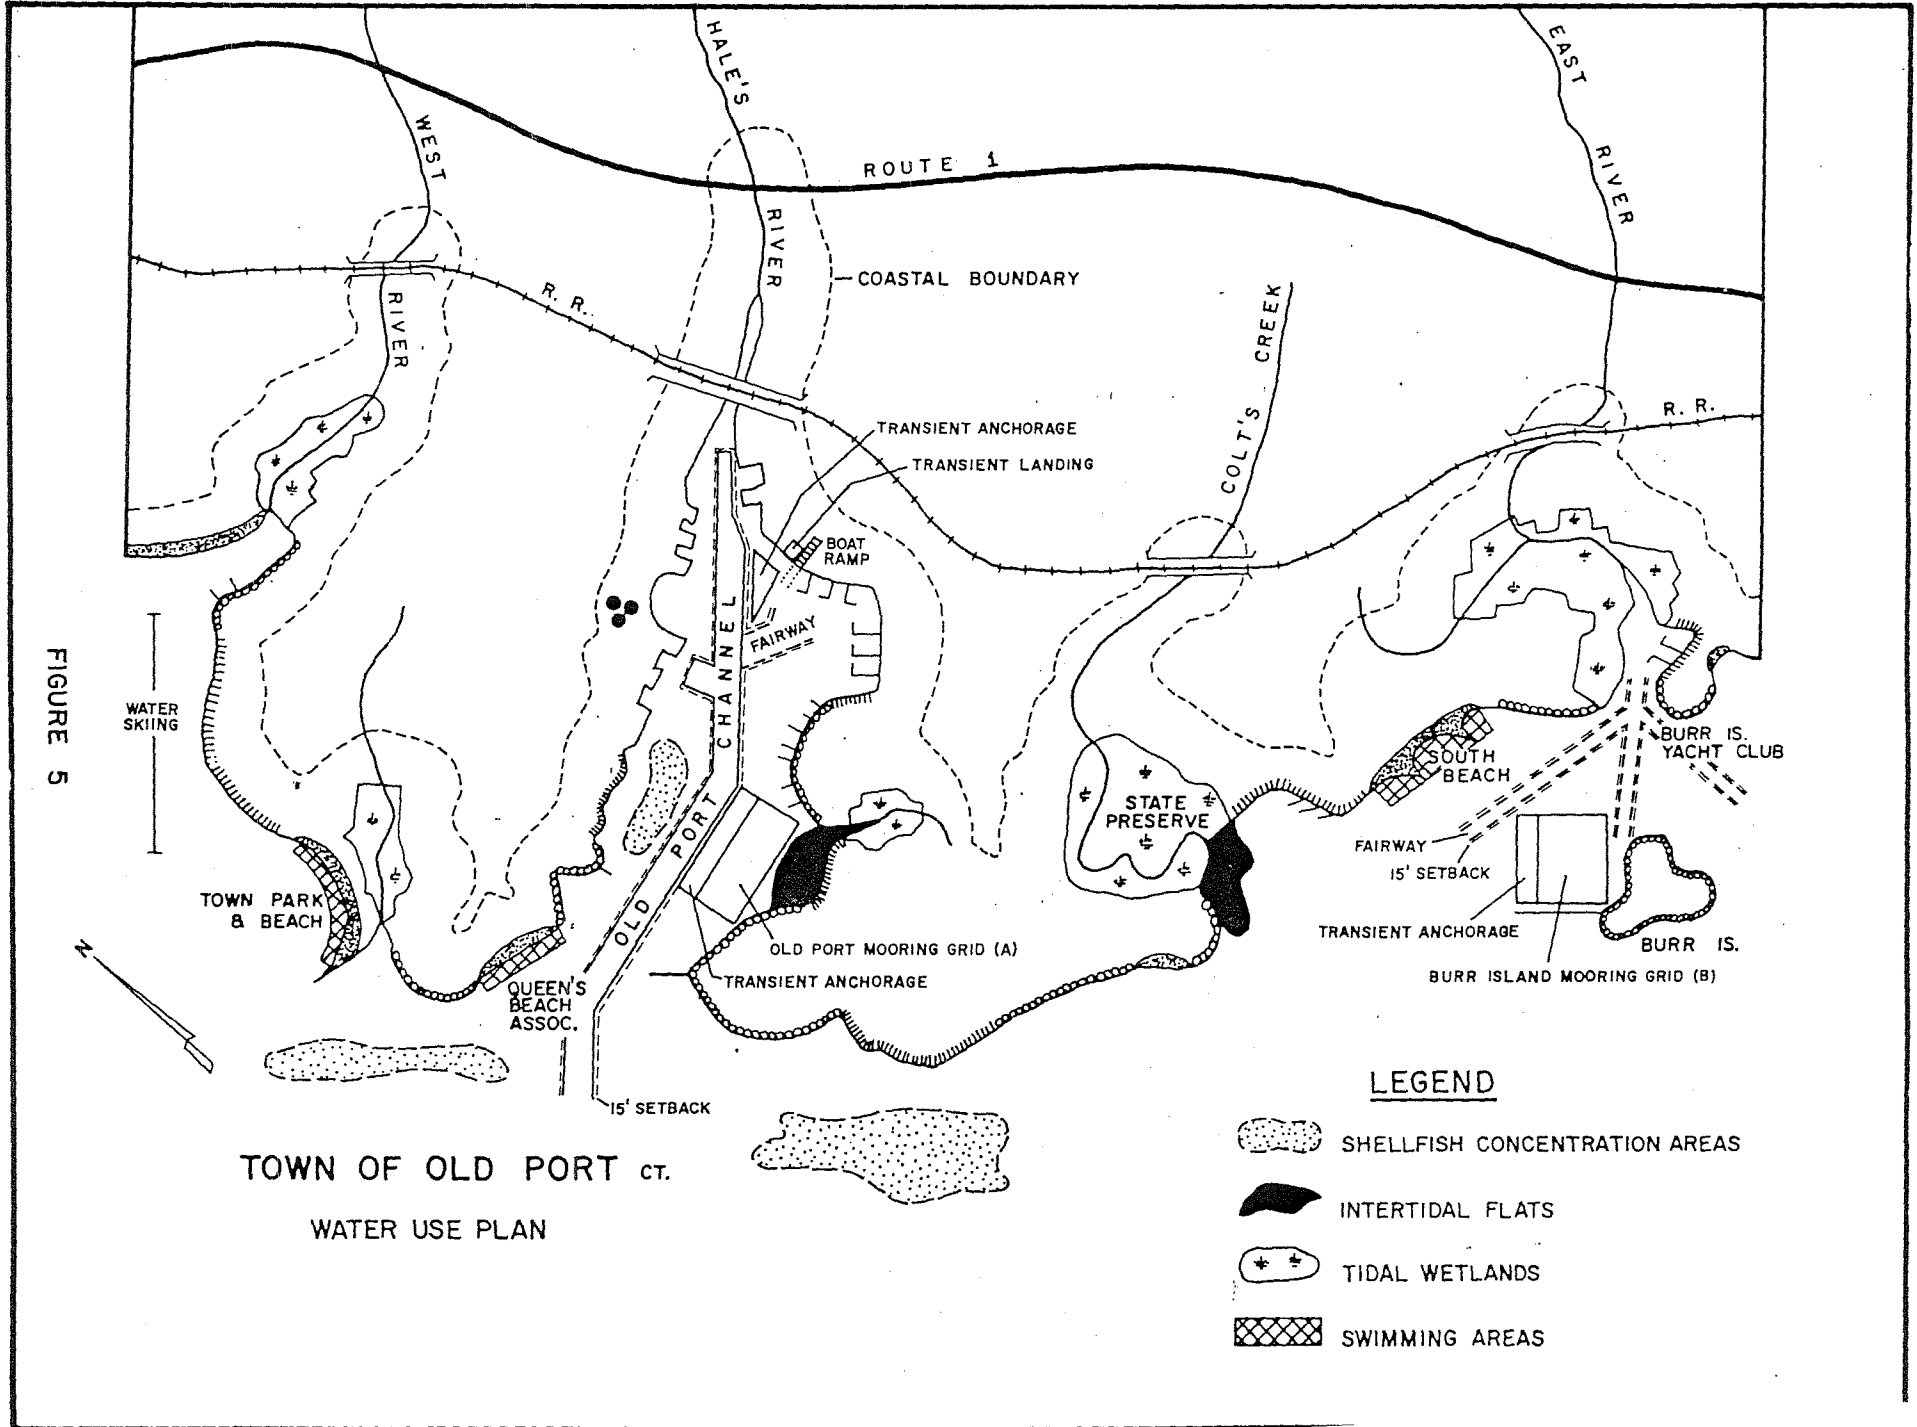 HALE'S
EAST
WEST
ROUTE 1
RIVER
RIVER
COASTAL BOUNDARY
R. R.
RIVER
COLT'S CREEK
R. R.
TRANSIENT ANCHORAGE
TRANSIENT LANDING
BOAT
RAMP
CHANNEL
FAIRWAY
FIGURE 5
WATER
SKIING
BURR IS.
YACHT CLUB
SOUTH
BEACH
STATE
PRESERVE
OLD PORT
FAIRWAY
15' SETBACK
TOWN PARK
& BEACH
TRANSIENT ANCHORAGE
BURR IS.
OLD PORT MOORING GRID (A)
N
BURR ISLAND MOORING GRID (B)
TRANSIENT ANCHORAGE
QUEEN'S
BEACH
ASSOC.
15' SETBACK
LEGEND
SHELLFISH CONCENTRATION AREAS
INTERTIDAL FLATS
TIDAL WETLANDS
SWIMMING AREAS
TOWN OF OLD PORT CT.
WATER USE PLAN